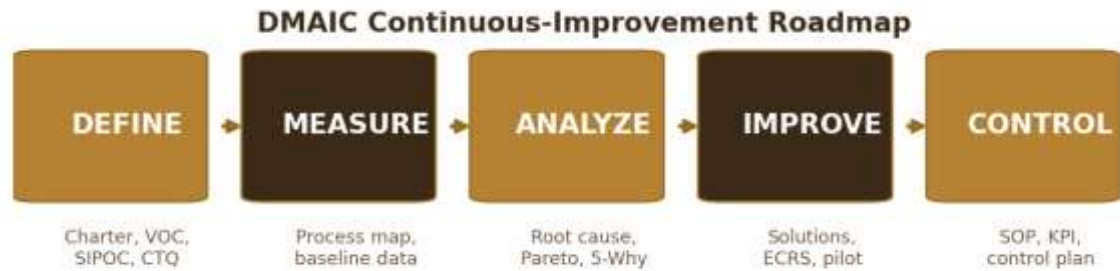 DMAIC Continuous-Improvement Roadmap
DEFINE
MEASURE
ANALYZE
IMPROVE
CONTROL
Charter, VOC,
SIPOC, CTQ
Process map,
baseline data
Root cause,
Pareto, 5-Why
Solutions,
ECRS, pilot
SOP, KPI,
control plan